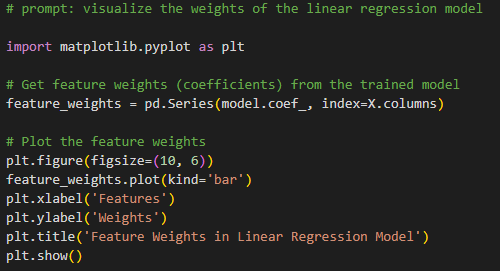 # prompt: visualize the weights of the linear regression model
import matplotlib.pyplot as plt
# Get feature weights (coefficients) from the trained model
feature_weights = pd.Series(model.coef_, index=X.columns)
# Plot the feature weights
plt.figure(figsize=(10, 6))
feature_weights.plot(kind='bar')
plt.xlabel('Features')
plt.ylabel('Weights')
plt.title('Feature Weights in Linear Regression Model')
plt.show()